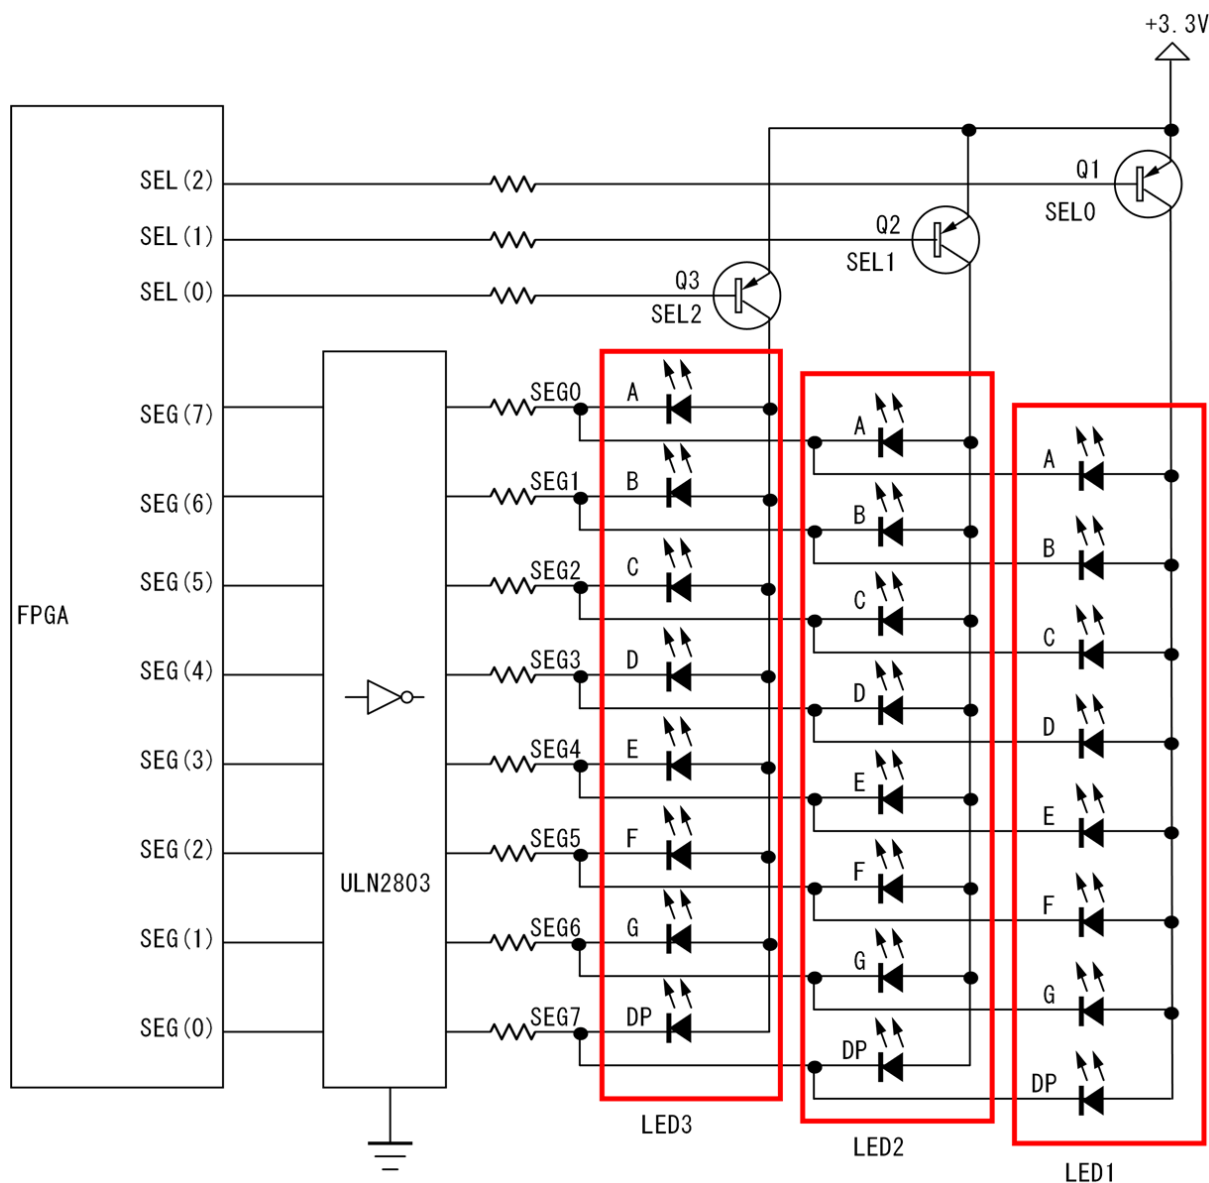 +3.3V
SEL(2)
Q1
SEL0
SEL(1)
Q2
SEL1
SEL(0)
Q3
SEL2
SEG(7)
SEG0
A
A
A
SEG(6)
SEG1
B
B
B
SEG(5)
SEG2
C
C
C
FPGA
SEG(4)
SEG3
D
D
D
SEG(3)
SEG4
E
E
E
SEG(2)
SEG5
F
F
F
ULN2803
SEG(1)
SEG6
G
G
G
SEG(0)
SEG7
DP
DP
DP
LED3
LED2
LED1